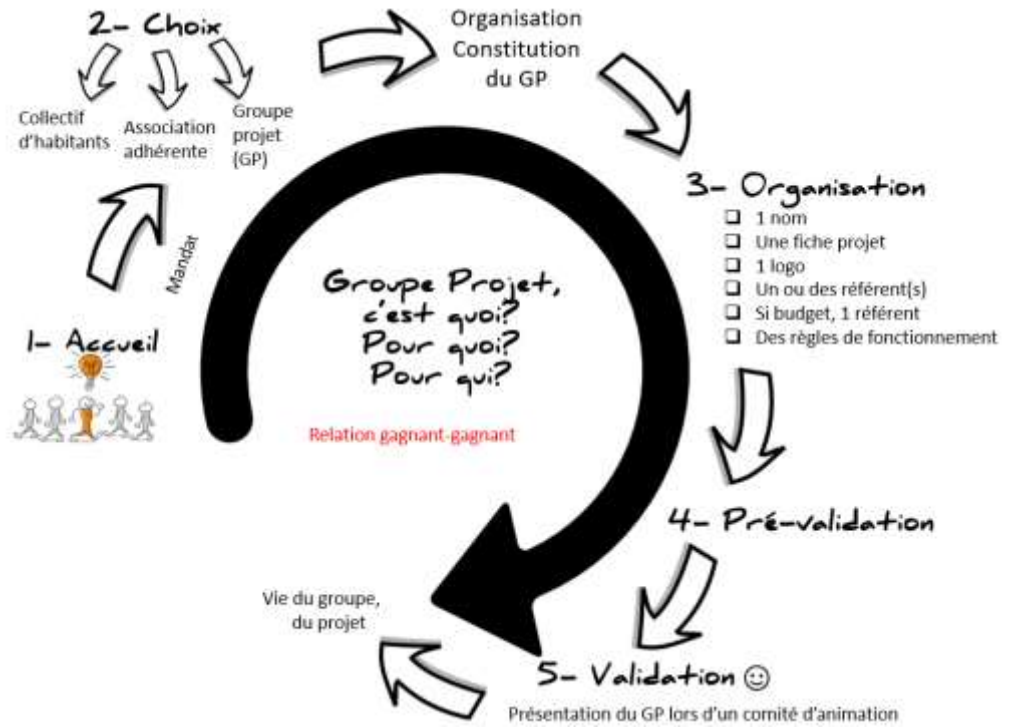 2- Choix
Collectif
d'habitants
Association
adhérente
Groupe
projet
(GP)
Organisation
Constitution
du GP
Mandat
1- Accueil
Groupe Projet,
c'est quoi?
Pour quoi?
Pour qui?
Relation gagnant-gagnant
3- Organisation
❑ 1 nom
❑ Une fiche projet
❑ 1 logo
❑ Un ou des référent(s)
❑ Si budget, 1 référent
❑ Des règles de fonctionnement
4- Pré-validation
5- Validation ☺
Présentation du GP lors d'un comité d'animation
Vie du groupe,
du projet